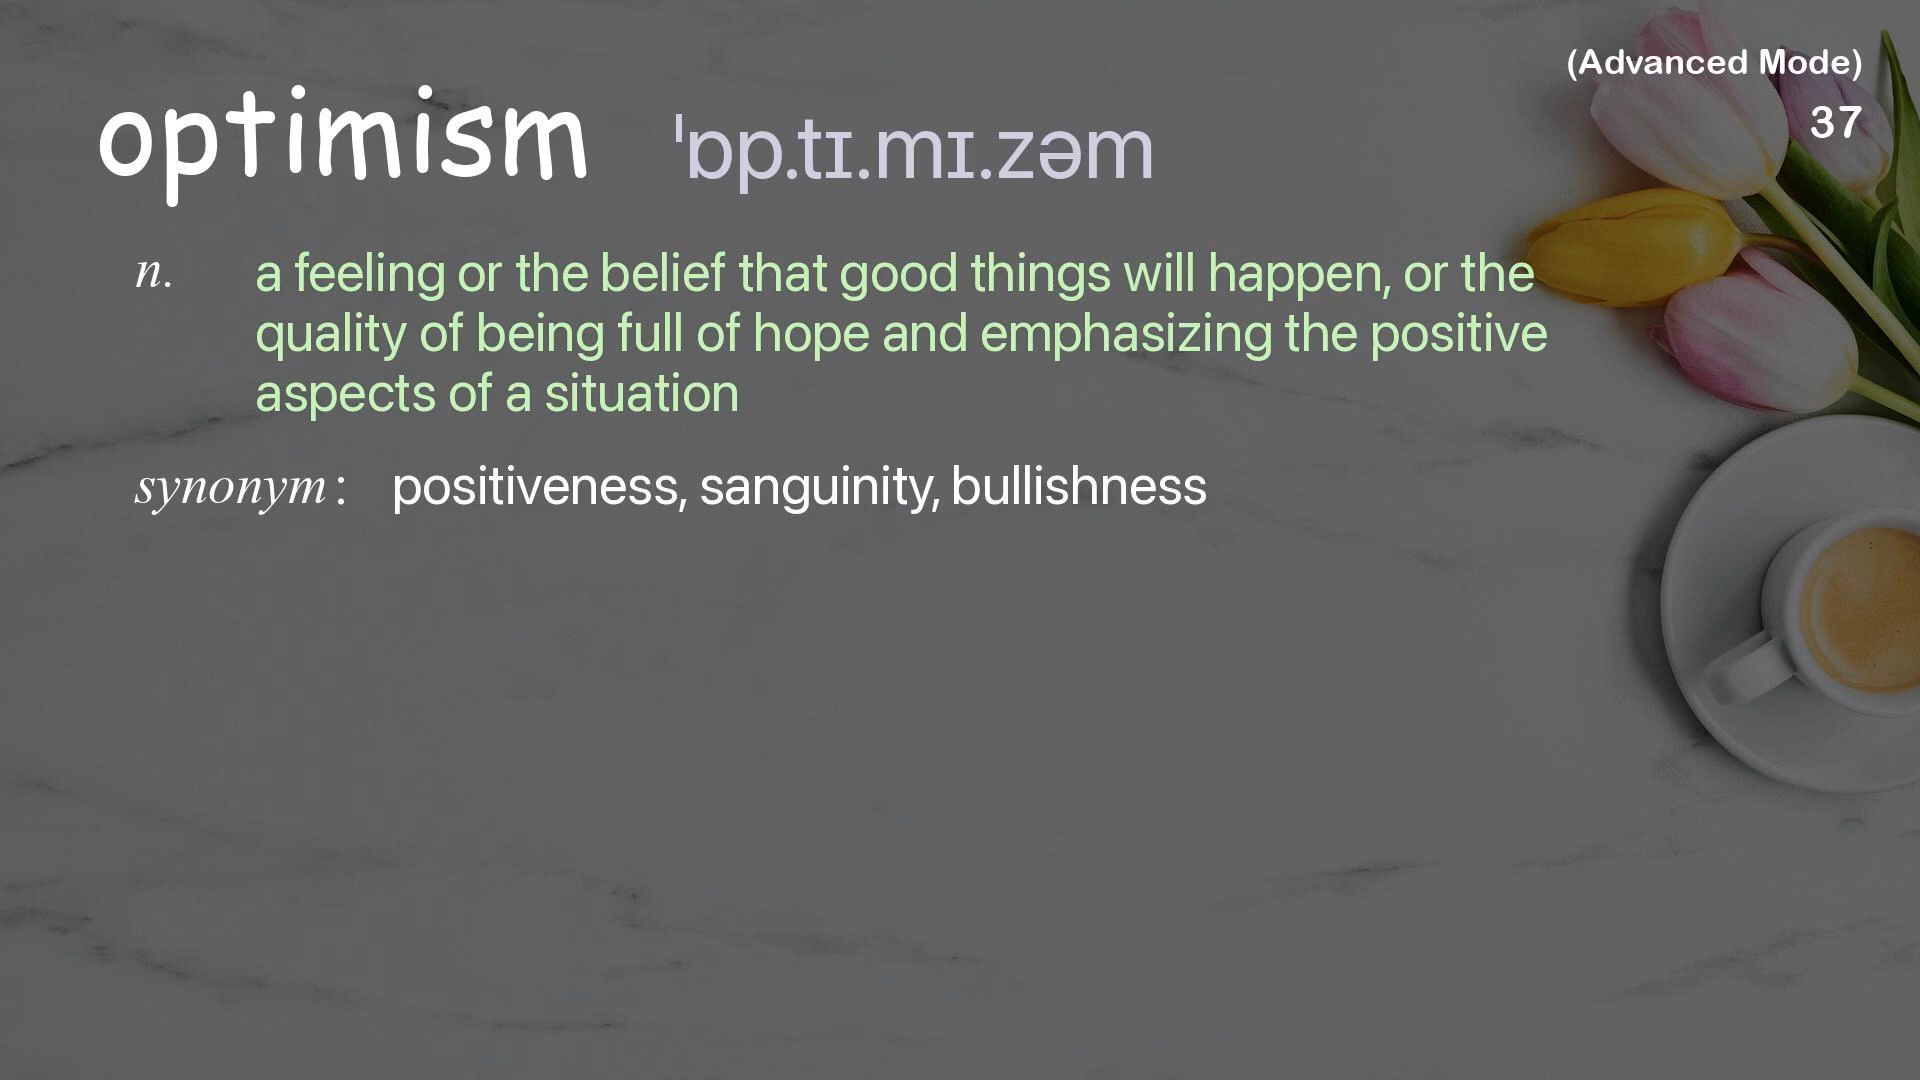 (Advanced Mode)
37
optimism ˈɒp.tɪ.mɪ.zəm
n. a feeling or the belief that good things will happen, or the
quality of being full of hope and emphasizing the positive
aspects of a situation
synonym : positiveness, sanguinity, bullishness